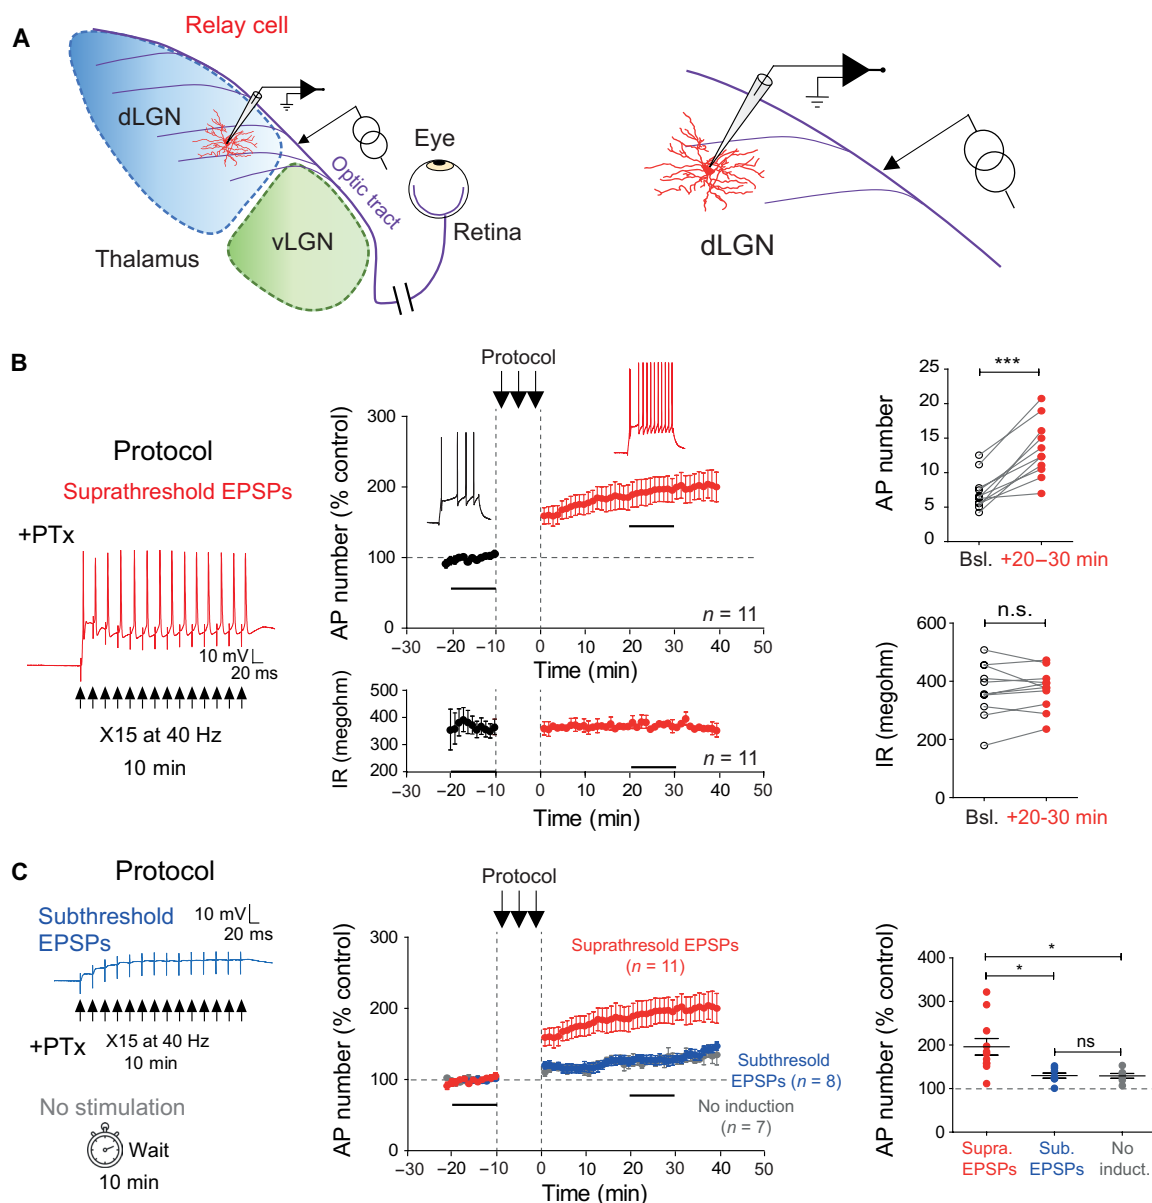 A
Relay cell
dLGN
Eye
Optic tract
vLGN
Retina
Thalamus
dLGN
B
Protocol
Suprathreshold EPSPs
+PTx
10 mV
20 ms
X15 at 40 Hz
10 min
Protocol
AP number (% control)
300
200
100
0
n = 11
−30
−20
−10
0
10
20
30
40
50
Time (min)
IR (megohm)
500
400
300
200
n = 11
−30
−20
−10
0
10
20
30
40
50
Time (min)
AP number
25
20
15
10
5
0
***
Bsl.
+20−30 min
IR (megohm)
600
400
200
0
n.s.
Bsl.
+20-30 min
C
Protocol
Subthreshold
EPSPs
10 mV
20 ms
+PTx
X15 at 40 Hz
10 min
No stimulation
Wait
10 min
Protocol
AP number (% control)
300
200
100
0
Suprathresold EPSPs
(n = 11)
Subthresold
EPSPs (n = 8)
No induction
(n = 7)
−30
−20
−10
0
10
20
30
40
50
Time (min)
AP number (% control)
400
300
200
100
0
*
*
ns
Supra.
EPSPs
Sub.
EPSPs
No
induct.